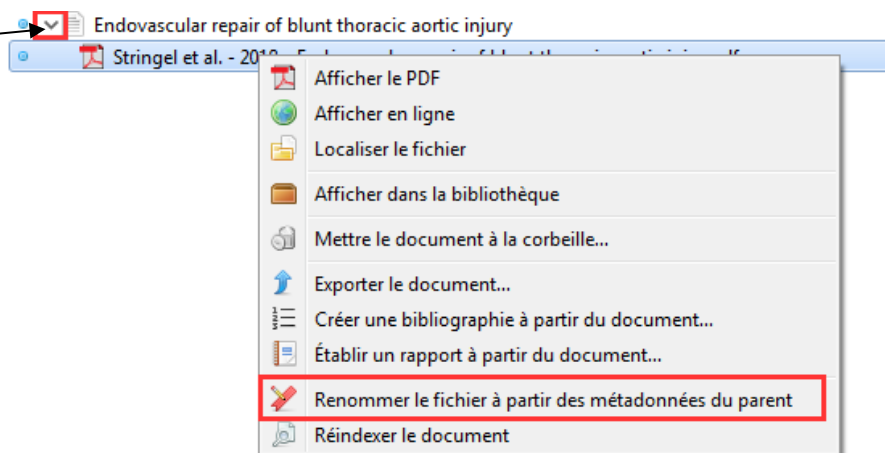 Endovascular repair of blunt thoracic aortic injury
Stringel et al. - 2018
Afficher le PDF
Afficher en ligne
Localiser le fichier
Afficher dans la bibliothèque
Mettre le document à la corbeille...
Exporter le document...
Créer une bibliographie à partir du document...
Établir un rapport à partir du document...
Renommer le fichier à partir des métadonnées du parent
Réindexer le document